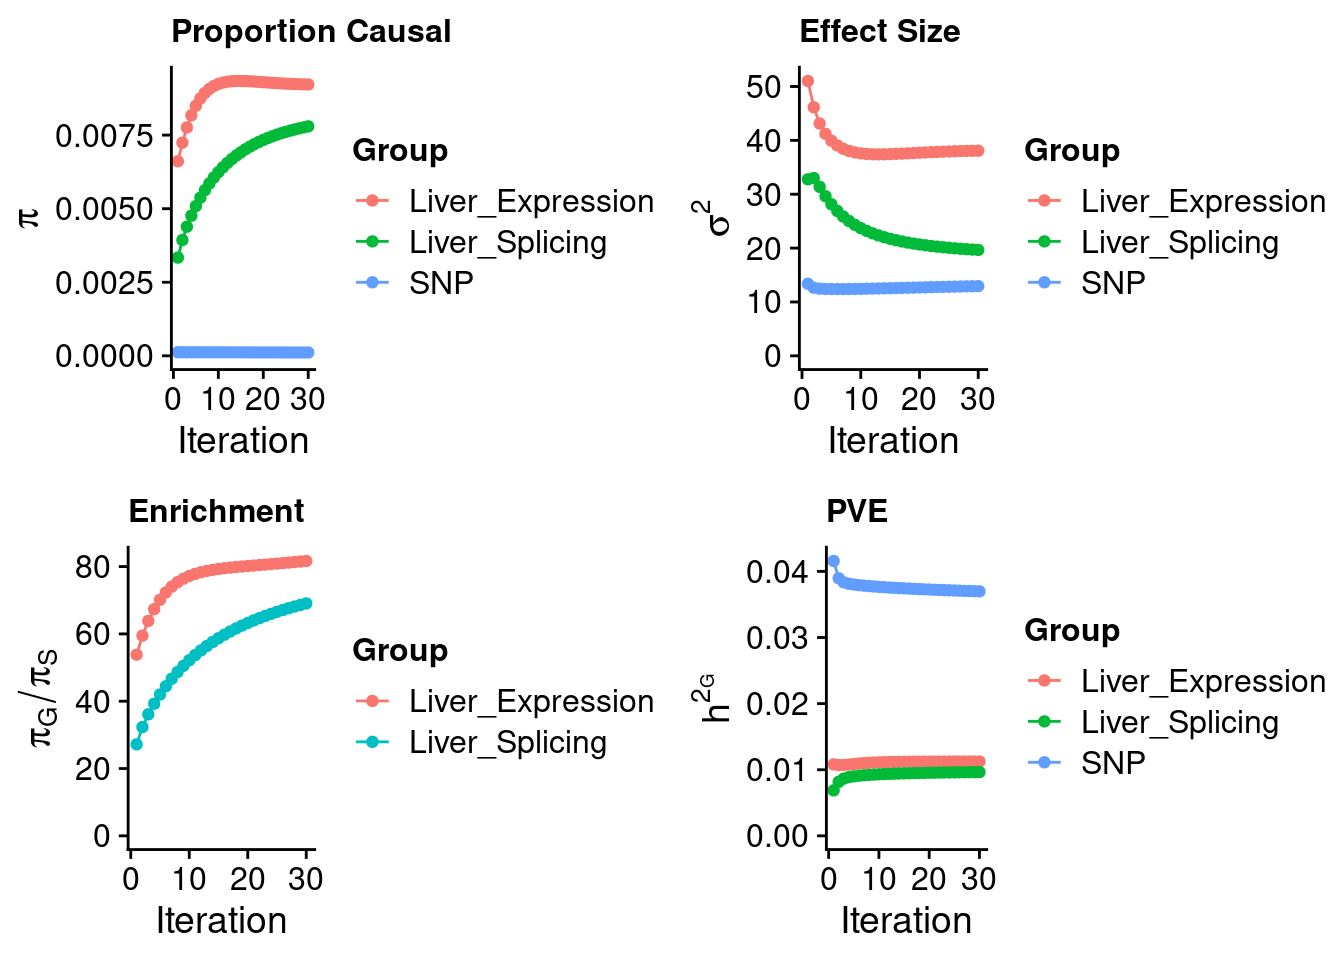 Proportion Causal
π
0.0075
0.0050
0.0025
0.0000
0 10 20 30
Iteration
Group
Liver_Expression
Liver_Splicing
SNP
Effect Size
σ²
50
40
30
20
10
0
0 10 20 30
Iteration
Group
Liver_Expression
Liver_Splicing
SNP
Enrichment
π_G/π_S
80
60
40
20
0
0 10 20 30
Iteration
Group
Liver_Expression
Liver_Splicing
PVE
h²G
0.04
0.03
0.02
0.01
0.00
0 10 20 30
Iteration
Group
Liver_Expression
Liver_Splicing
SNP